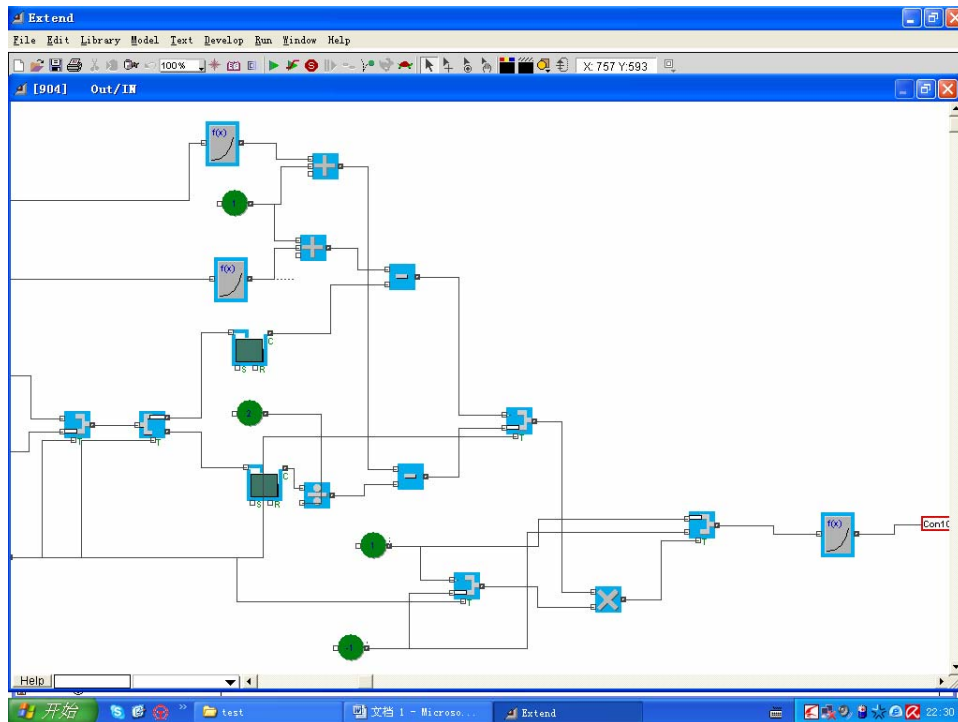 Extend
File Edit Library Model Text Develop Run Window Help
100%
X: 757 Y:593
[904] Out/IN
f(x)
1
f(x)
C
S R
2
T
T
T
C
S R
1
T
f(x)
Con1
T
-1
Help
开始
»
test
文档 1 - Microso...
Extend
22:30